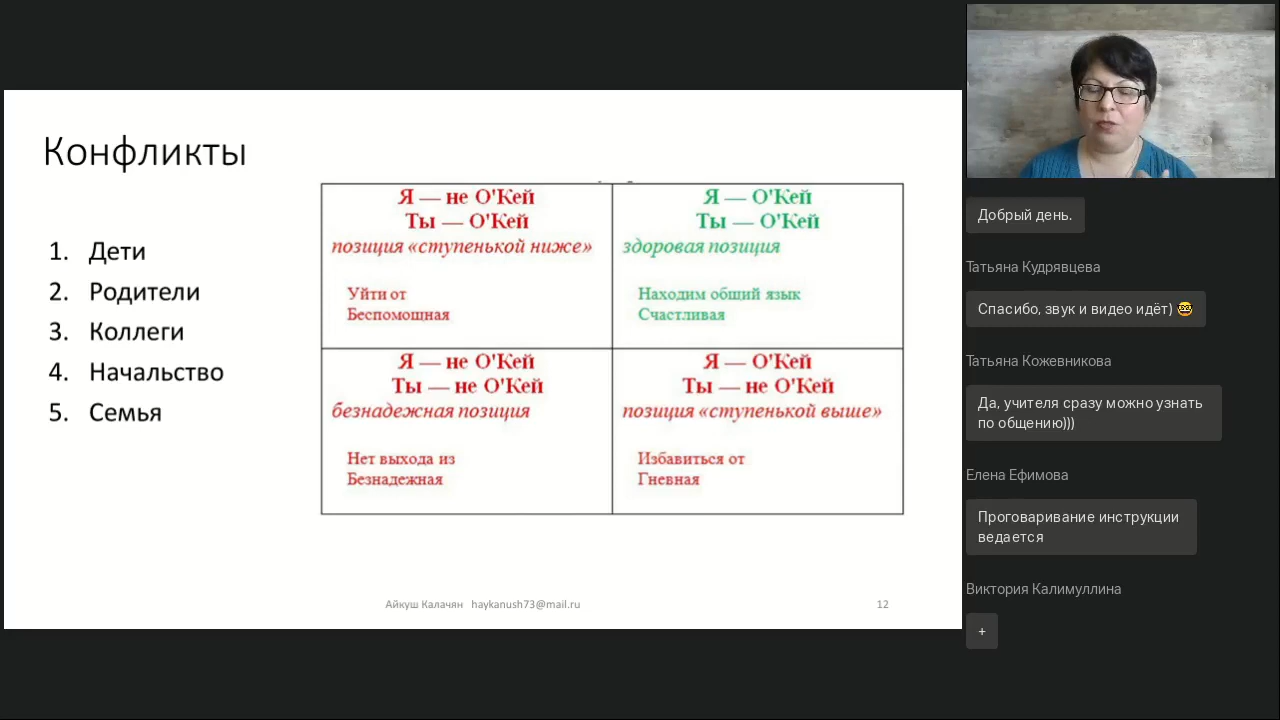 Конфликты
1. Дети
2. Родители
3. Коллеги
4. Начальство
5. Семья
Я — не О'Кей
Ты — О'Кей
позиция «ступенькой ниже»
Уйти от
Беспомощная
Я — О'Кей
Ты — О'Кей
здоровая позиция
Находим общий язык
Счастливая
Я — не О'Кей
Ты — не О'Кей
безнадежная позиция
Нет выхода из
Безнадежная
Я — О'Кей
Ты — не О'Кей
позиция «ступенькой выше»
Избавиться от
Гневная
Айкуш Калачян haykanush73@mail.ru
12
Добрый день.
Татьяна Кудрявцева
Спасибо, звук и видео идёт) 🤓
Татьяна Кожевникова
Да, учителя сразу можно узнать
по общению)))
Елена Ефимова
Проговаривание инструкции
ведается
Виктория Калимуллина
+